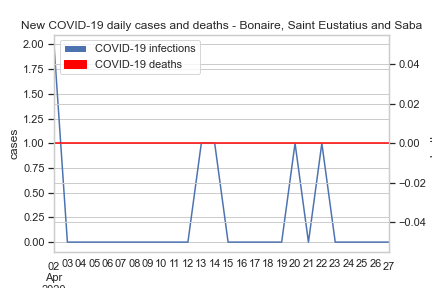 New COVID-19 daily cases and deaths - Bonaire, Saint Eustatius and Saba
COVID-19 infections
COVID-19 deaths
2.00
1.75
1.50
1.25
1.00
0.75
0.50
0.25
0.00
cases
0.04
0.02
0.00
−0.02
−0.04
02 03 04 05 06 07 08 09 10 11 12 13 14 15 16 17 18 19 20 21 22 23 24 25 26 27
Apr
2020